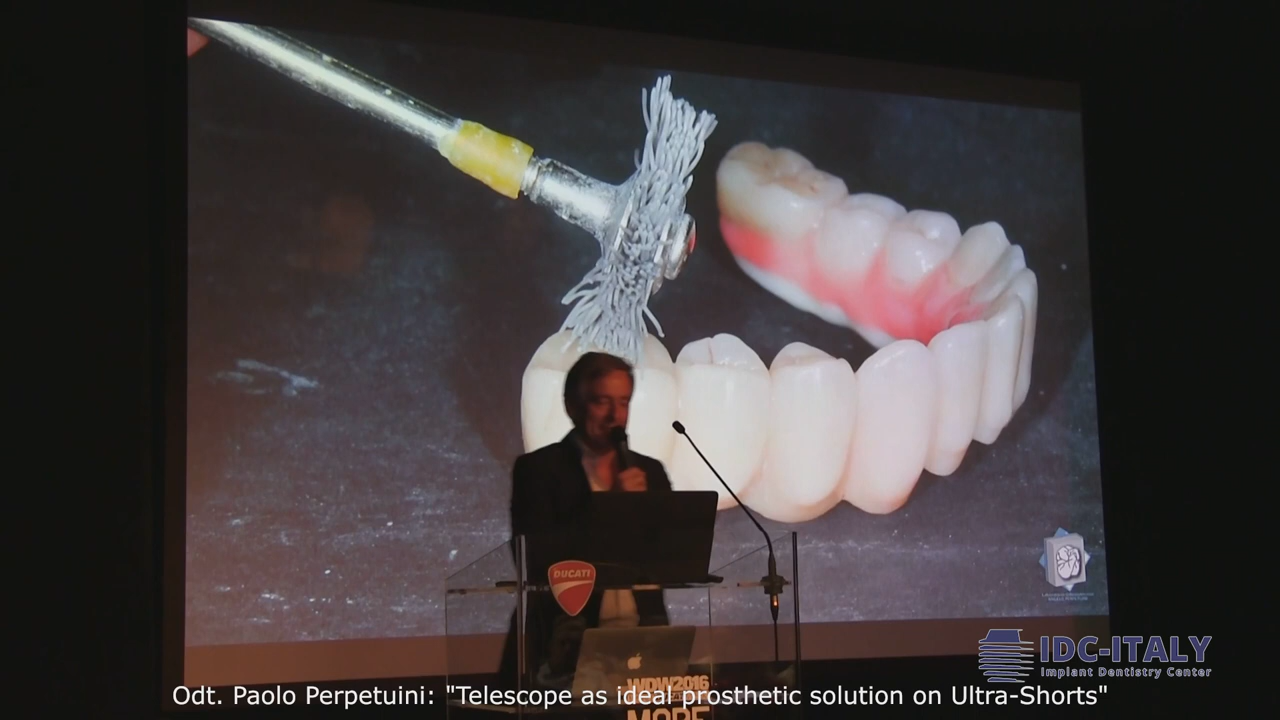 DUCATI
IDC-ITALY
Implant Dentistry Center
WDW2016
MORE
Odt. Paolo Perpetuini: "Telescope as ideal prosthetic solution on Ultra-Shorts"